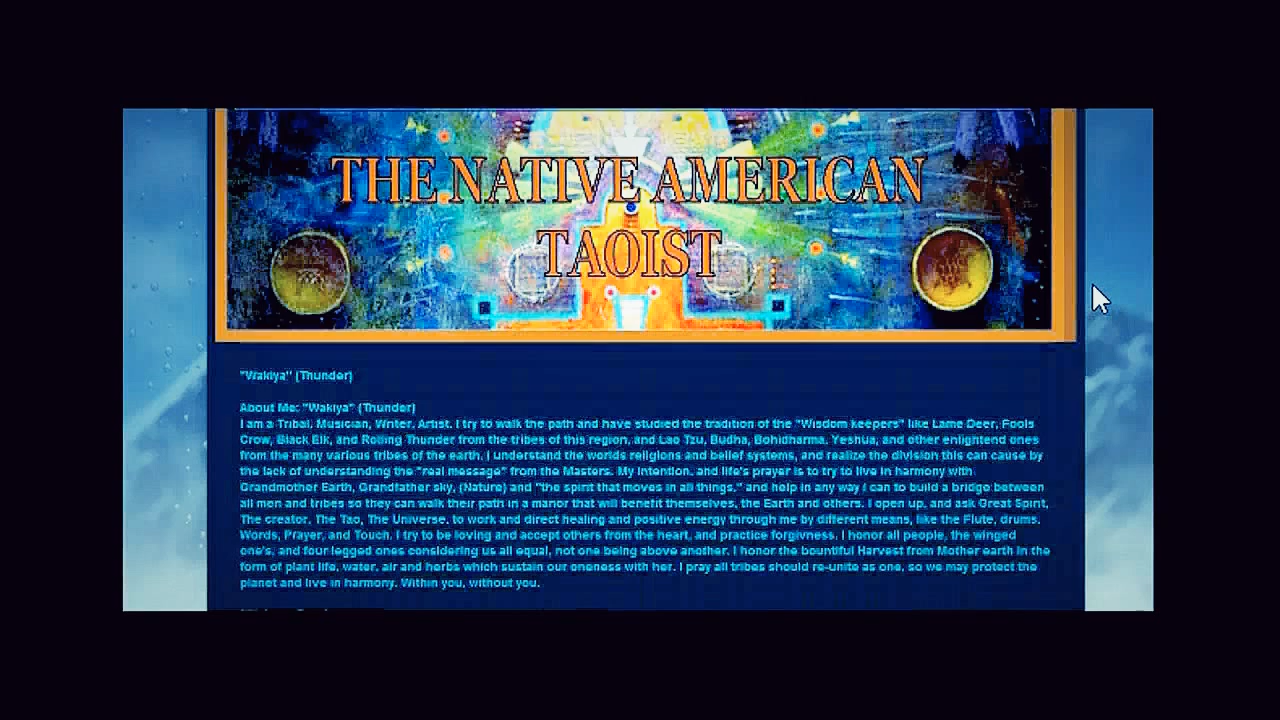 THE NATIVE AMERICAN
TAOIST
"Wakiya" (Thunder)
About Me: "Wakiya" (Thunder)
I am a Tribal, Musician, Writer, Artist. I try to walk the path and have studied the tradition of the "Wisdom keepers" like Lame Deer, Fools
Crow, Black Elk, and Rolling Thunder from the tribes of this region, and Lao Tzu, Budha, Bohidharma, Yeshua, and other enlightend ones
from the many various tribes of the earth. I understand the worlds religions and belief systems, and realize the division this can cause by
the lack of understanding the "real message" from the Masters. My intention, and life's prayer is to try to live in harmony with
Grandmother Earth, Grandfather sky, (Nature) and "the spirit that moves in all things," and help in any way I can to build a bridge between
all men and tribes so they can walk their path in a manor that will benefit themselves, the Earth and others. I open up, and ask Great Spirit,
The creator, The Tao, The Universe, to work and direct healing and positive energy through me by different means, like the Flute, drums,
Words, Prayer, and Touch. I try to be loving and accept others from the heart, and practice forgivness. I honor all people, the winged
one's, and four legged ones considering us all equal, not one being above another. I honor the bountiful Harvest from Mother earth in the
form of plant life, water, air and herbs which sustain our oneness with her. I pray all tribes should re-unite as one, so we may protect the
planet and live in harmony. Within you, without you.